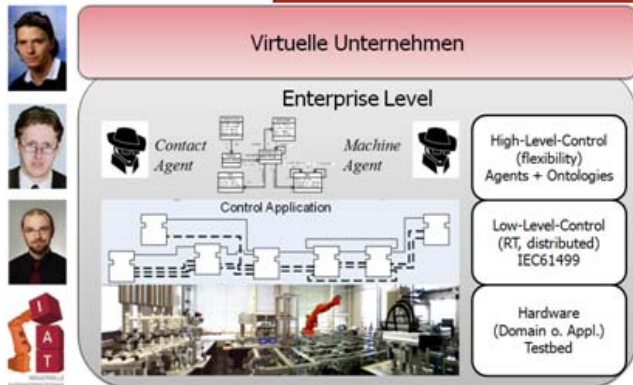 Virtuelle Unternehmen
Enterprise Level
Contact
Agent
Machine
Agent
High-Level-Control
(flexibility)
Agents + Ontologies
Control Application
Low-Level-Control
(RT, distributed)
IEC61499
Hardware
(Domain o. Appl.)
Testbed
I
A
T
INDUSTRIELLE